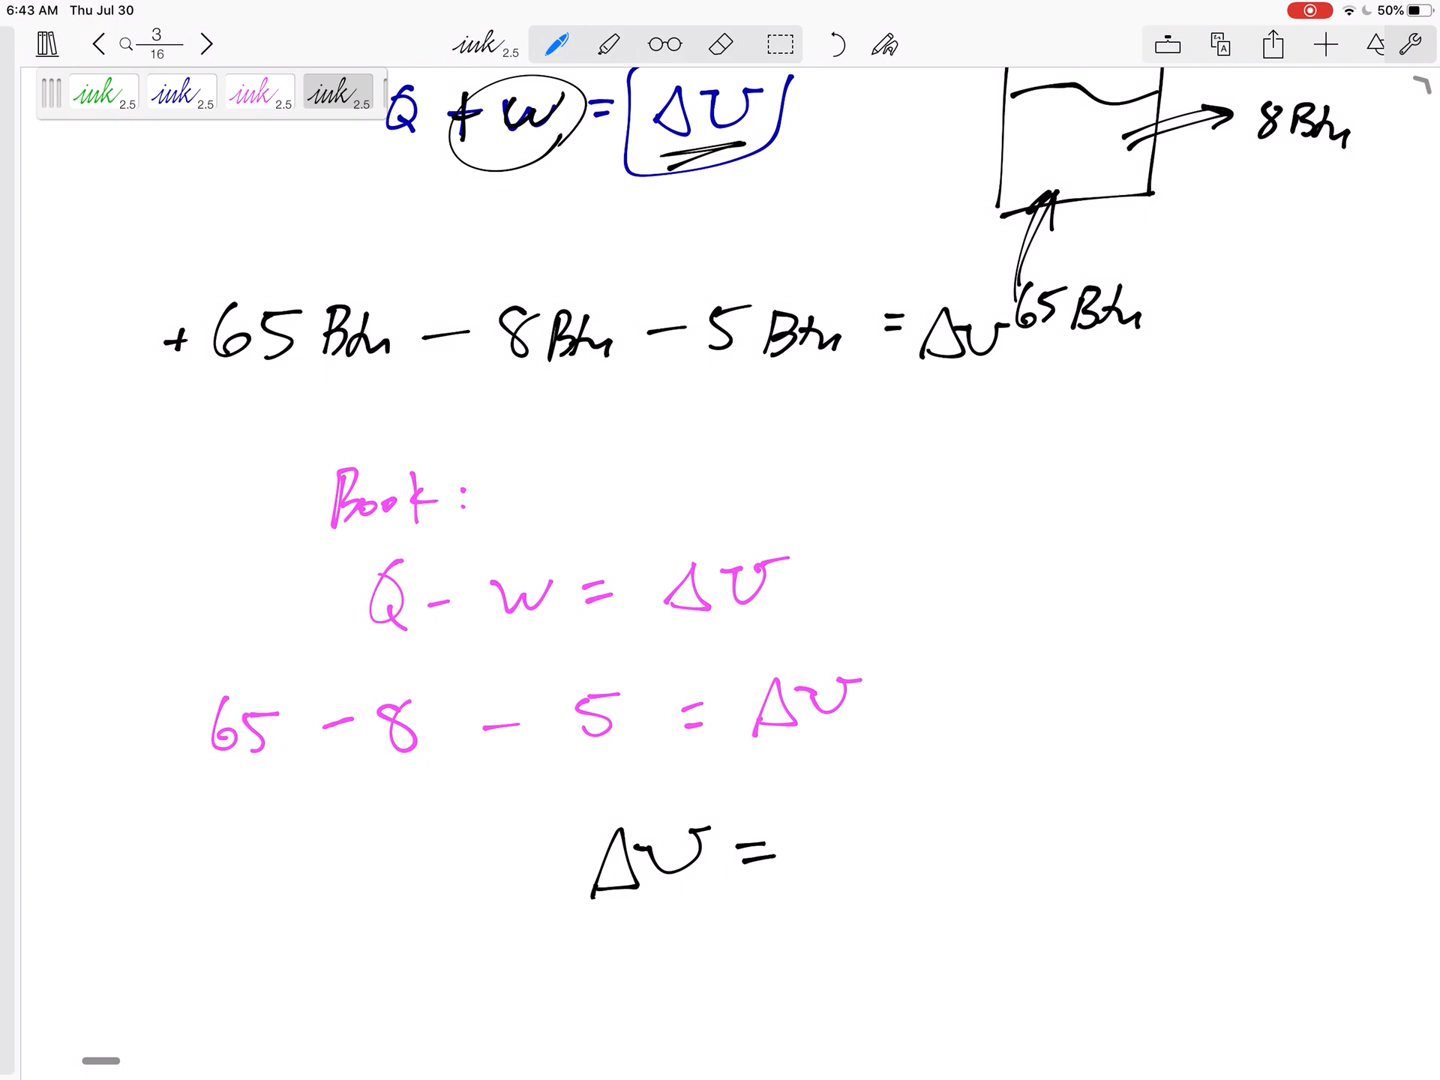 6:43 AM Thu Jul 30
50%
3
16
ink 2.5
ink 2.5
ink 2.5
ink 2.5
ink 2.5
Q + W = ΔU
8 Btu
65 Btu
+ 65 Btu - 8 Btu - 5 Btu = ΔU
Book:
Q - W = ΔU
65 - 8 - 5 = ΔU
ΔU =